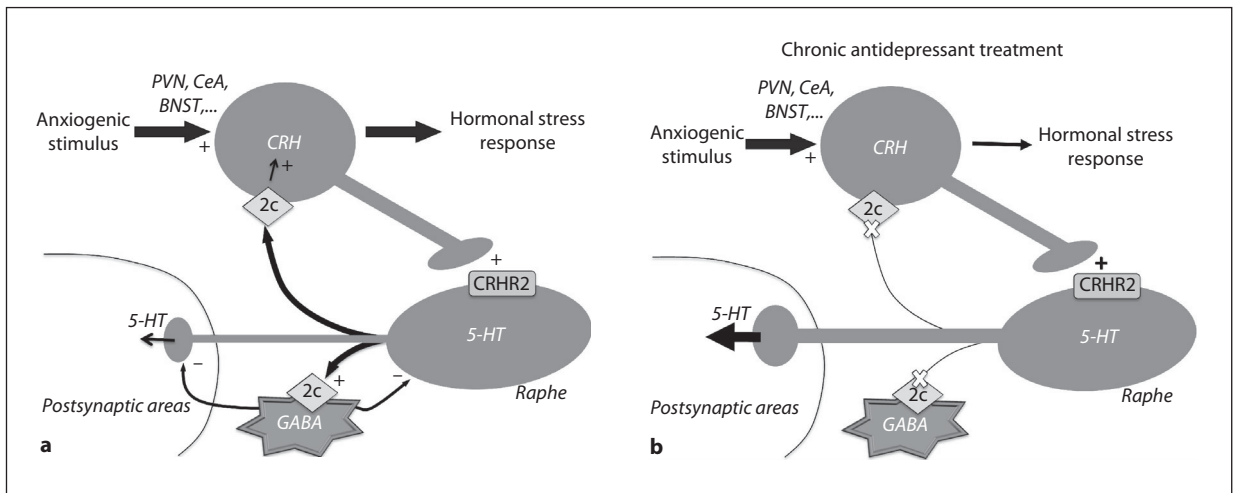 PVN, CeA,
BNST,...
Anxiogenic
stimulus
+
CRH
+
2c
Hormonal stress
response
+
CRHR2
5-HT
5-HT
–
2c
+
–
Raphe
Postsynaptic areas
GABA
a
Chronic antidepressant treatment
PVN, CeA,
BNST,...
Anxiogenic
stimulus
+
CRH
Hormonal stress
response
2c
+
CRHR2
5-HT
5-HT
2c
Raphe
Postsynaptic areas
GABA
b